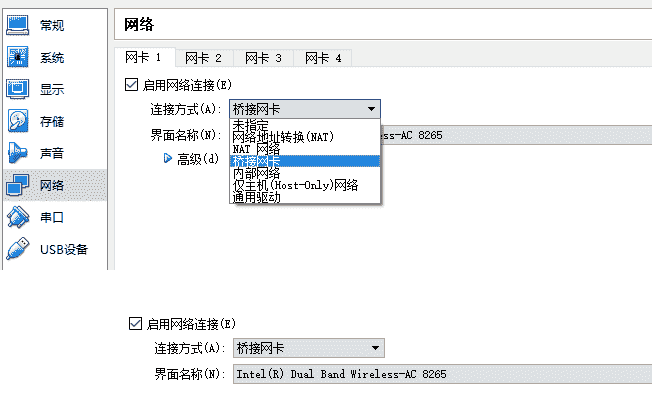 常规
系统
显示
存储
声音
网络
串口
USB设备
网络
网卡 1 网卡 2 网卡 3 网卡 4
启用网络连接(E)
连接方式(A): 桥接网卡
未指定
网络地址转换(NAT)
NAT 网络
桥接网卡
内部网络
仅主机(Host-Only)网络
通用驱动
界面名称(N): ess-AC 8265
高级(d)
启用网络连接(E)
连接方式(A): 桥接网卡
界面名称(N): Intel(R) Dual Band Wireless-AC 8265